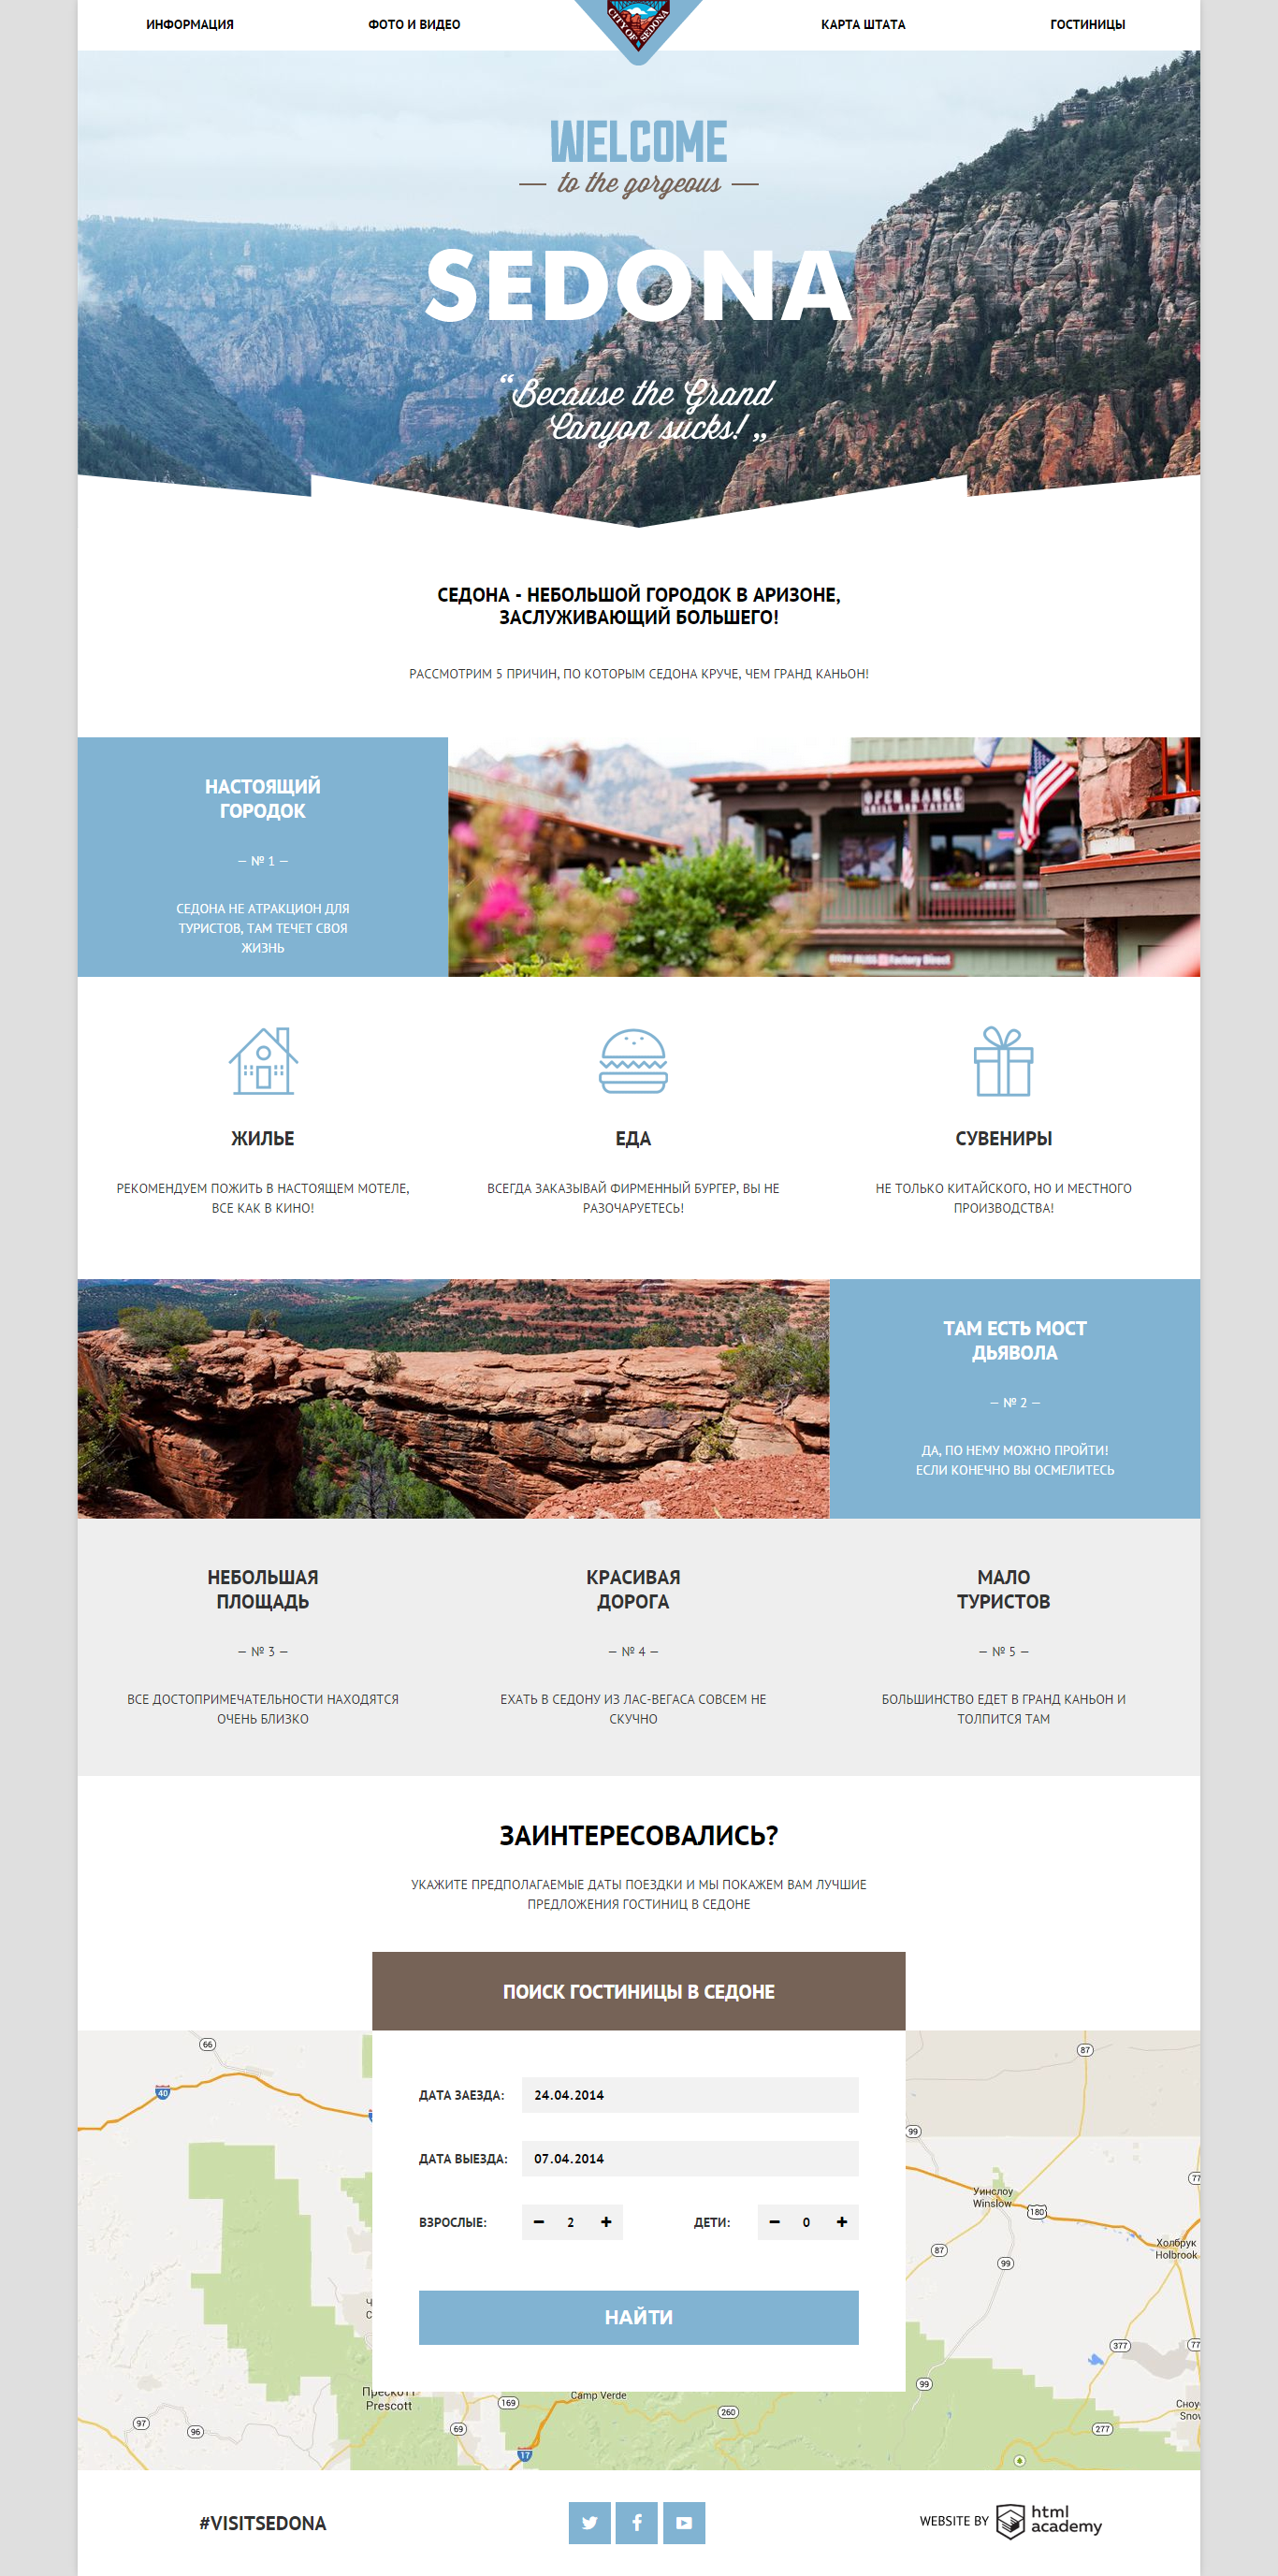 ИНФОРМАЦИЯ
ФОТО И ВИДЕО
CITY OF SEDONA
КАРТА ШТАТА
ГОСТИНИЦЫ
WELCOME
— to the gorgeous —
SEDONA
“Because the Grand
Canyon sucks!„
СЕДОНА - НЕБОЛЬШОЙ ГОРОДОК В АРИЗОНЕ,
ЗАСЛУЖИВАЮЩИЙ БОЛЬШЕГО!
РАССМОТРИМ 5 ПРИЧИН, ПО КОТОРЫМ СЕДОНА КРУЧЕ, ЧЕМ ГРАНД КАНЬОН!
НАСТОЯЩИЙ
ГОРОДОК
— № 1 —
СЕДОНА НЕ АТРАКЦИОН ДЛЯ
ТУРИСТОВ, ТАМ ТЕЧЕТ СВОЯ
ЖИЗНЬ
OPEN RANGE
GRILL AND TAVERN
Factory Direct
ЖИЛЬЕ
РЕКОМЕНДУЕМ ПОЖИТЬ В НАСТОЯЩЕМ МОТЕЛЕ,
ВСЕ КАК В КИНО!
ЕДА
ВСЕГДА ЗАКАЗЫВАЙ ФИРМЕННЫЙ БУРГЕР, ВЫ НЕ
РАЗОЧАРУЕТЕСЬ!
СУВЕНИРЫ
НЕ ТОЛЬКО КИТАЙСКОГО, НО И МЕСТНОГО
ПРОИЗВОДСТВА!
ТАМ ЕСТЬ МОСТ
ДЬЯВОЛА
— № 2 —
ДА, ПО НЕМУ МОЖНО ПРОЙТИ!
ЕСЛИ КОНЕЧНО ВЫ ОСМЕЛИТЕСЬ
НЕБОЛЬШАЯ
ПЛОЩАДЬ
— № 3 —
ВСЕ ДОСТОПРИМЕЧАТЕЛЬНОСТИ НАХОДЯТСЯ
ОЧЕНЬ БЛИЗКО
КРАСИВАЯ
ДОРОГА
— № 4 —
ЕХАТЬ В СЕДОНУ ИЗ ЛАС-ВЕГАСА СОВСЕМ НЕ
СКУЧНО
МАЛО
ТУРИСТОВ
— № 5 —
БОЛЬШИНСТВО ЕДЕТ В ГРАНД КАНЬОН И
ТОЛПИТСЯ ТАМ
ЗАИНТЕРЕСОВАЛИСЬ?
УКАЖИТЕ ПРЕДПОЛАГАЕМЫЕ ДАТЫ ПОЕЗДКИ И МЫ ПОКАЖЕМ ВАМ ЛУЧШИЕ
ПРЕДЛОЖЕНИЯ ГОСТИНИЦ В СЕДОНЕ
ПОИСК ГОСТИНИЦЫ В СЕДОНЕ
ДАТА ЗАЕЗДА: 24.04.2014
ДАТА ВЫЕЗДА: 07.04.2014
ВЗРОСЛЫЕ: − 2 +
ДЕТИ: − 0 +
НАЙТИ
66
40
87
99
77
Уинслоу
Winslow
180
Холбрук
Holbrook
87
99
377
77
99
Прескотт
Prescott
Camp Verde
169
260
97
96
69
17
277
Сноу
Snow
#VISITSEDONA
WEBSITE BY
html
academy